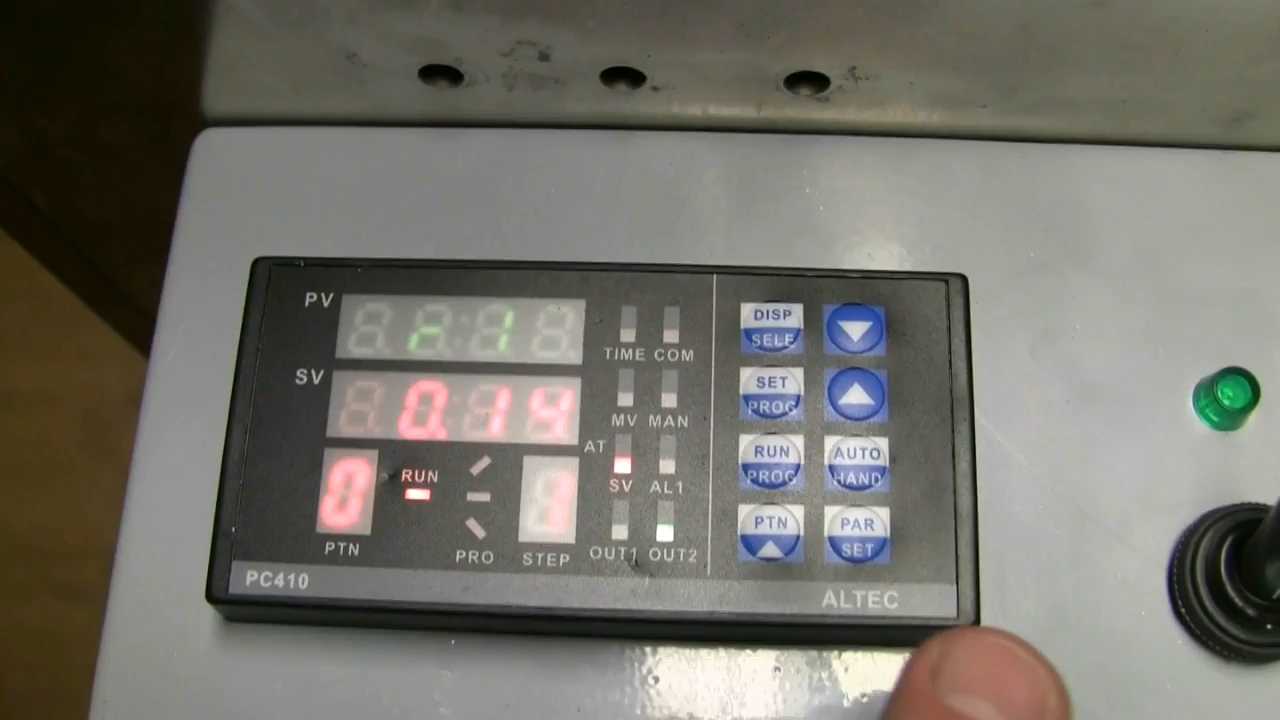 PV r1
SV 0.14
TIME COM
MV MAN
AT
SV AL1
OUT1 OUT2
0 RUN 1
PTN PRO STEP
DISP
SELE
SET
PROG
RUN
PROG
AUTO
HAND
PTN
PAR
SET
PC410
ALTEC